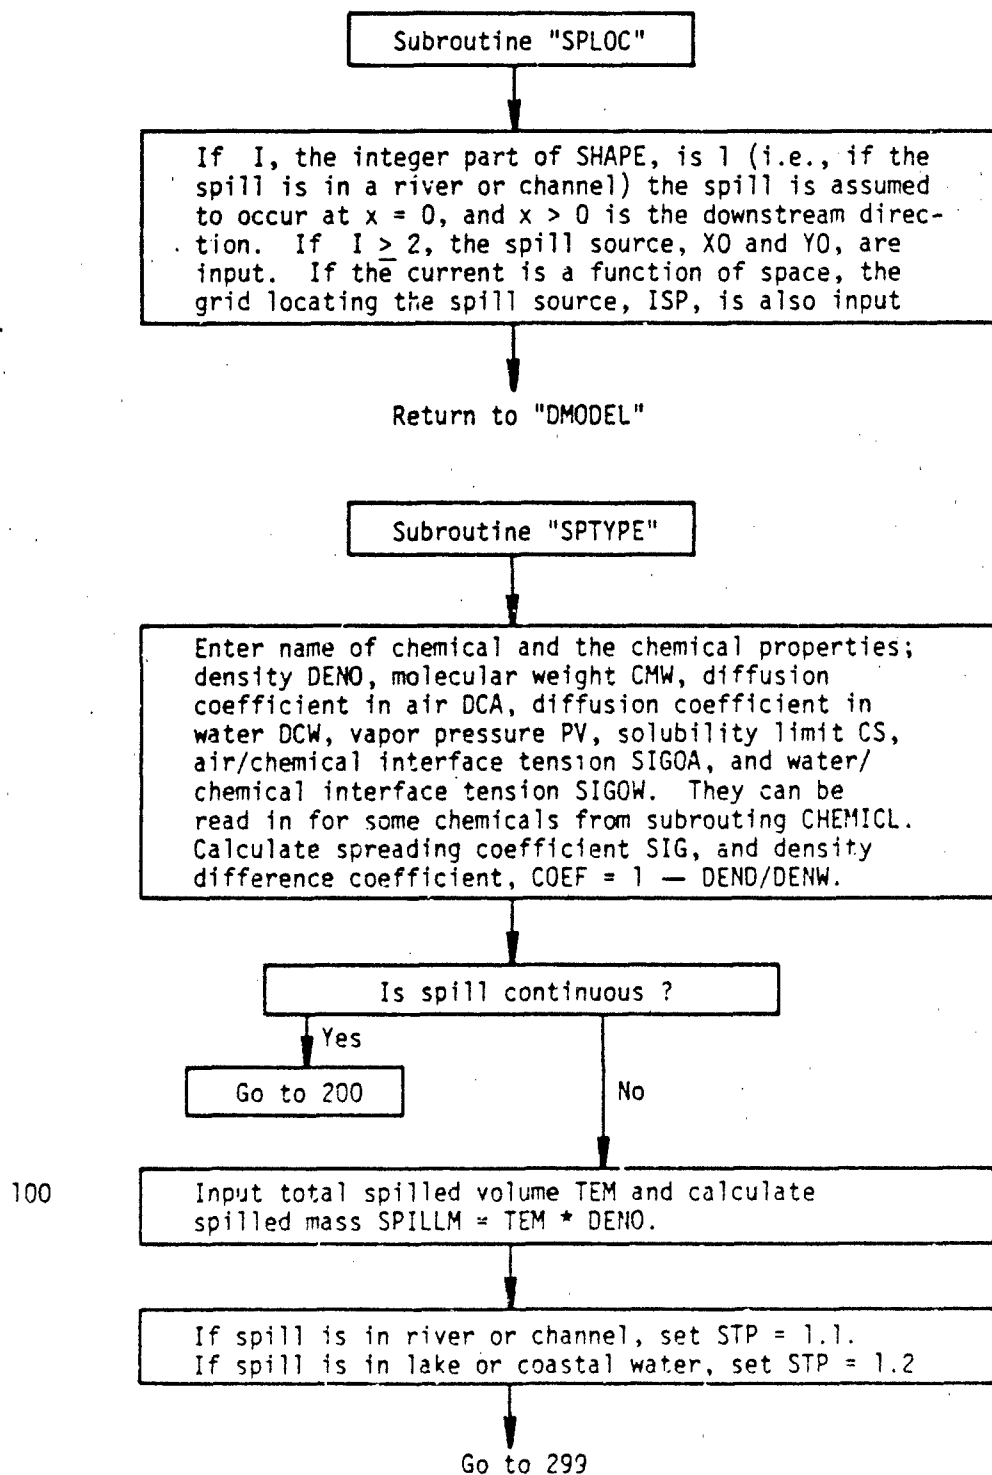 Subroutine "SPLOC"
If I, the integer part of SHAPE, is 1 (i.e., if the
spill is in a river or channel) the spill is assumed
to occur at x = 0, and x > 0 is the downstream direc-
tion. If I ≥ 2, the spill source, XO and YO, are
input. If the current is a function of space, the
grid locating the spill source, ISP, is also input
Return to "DMODEL"
Subroutine "SPTYPE"
Enter name of chemical and the chemical properties;
density DENO, molecular weight CMW, diffusion
coefficient in air DCA, diffusion coefficient in
water DCW, vapor pressure PV, solubility limit CS,
air/chemical interface tension SIGOA, and water/
chemical interface tension SIGOW. They can be
read in for some chemicals from subrouting CHEMICL.
Calculate spreading coefficient SIG, and density
difference coefficient, COEF = 1 — DENO/DENW.
Is spill continuous ?
Yes
Go to 200
No
100
Input total spilled volume TEM and calculate
spilled mass SPILLM = TEM * DENO.
If spill is in river or channel, set STP = 1.1.
If spill is in lake or coastal water, set STP = 1.2
Go to 299